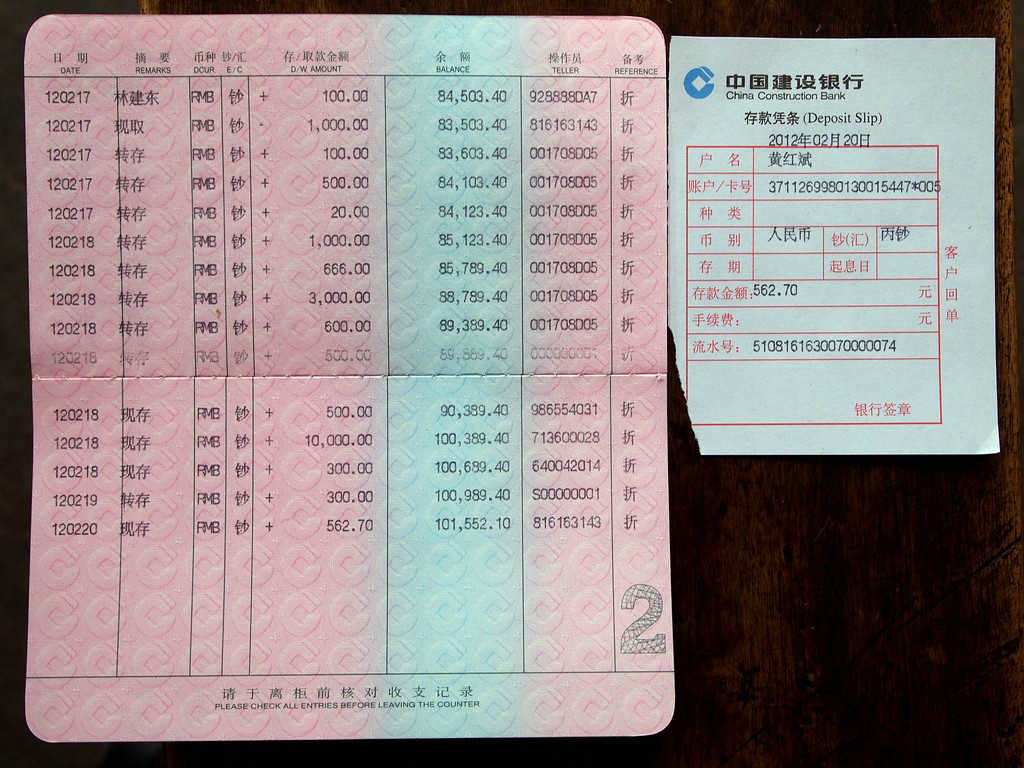 日 期 摘 要 币种 钞/汇 存/取款金额 余 额 操作员 备考
DATE REMARKS DCUR E/C D/W AMOUNT BALANCE TELLER REFERENCE
120217 林建东 RMB 钞 + 100.00 84,503.40 928888DA7 折
120217 现取 RMB 钞 - 1,000.00 83,503.40 816163143 折
120217 转存 RMB 钞 + 100.00 83,603.40 001708D05 折
120217 转存 RMB 钞 + 500.00 84,103.40 001708D05 折
120217 转存 RMB 钞 + 20.00 84,123.40 001708D05 折
120218 转存 RMB 钞 + 1,000.00 85,123.40 001708D05 折
120218 转存 RMB 钞 + 666.00 85,789.40 001708D05 折
120218 转存 RMB 钞 + 3,000.00 88,789.40 001708D05 折
120218 转存 RMB 钞 + 600.00 89,389.40 001708D05 折
120218 转存 RMB 钞 + 500.00 89,889.40 折
120218 现存 RMB 钞 + 500.00 90,389.40 986554031 折
120218 现存 RMB 钞 + 10,000.00 100,389.40 713600028 折
120218 现存 RMB 钞 + 300.00 100,689.40 640042014 折
120219 转存 RMB 钞 + 300.00 100,989.40 S00000001 折
120220 现存 RMB 钞 + 562.70 101,552.10 816163143 折
2
请于离柜前核对收支记录
PLEASE CHECK ALL ENTRIES BEFORE LEAVING THE COUNTER
中国建设银行
China Construction Bank
存款凭条 (Deposit Slip)
2012年02月20日
户 名 黄红斌
账户/卡号 3711269980130015447*005
种 类
币 别 人民币 钞(汇) 丙钞
存 期 起息日
存款金额:562.70 元
手续费: 元
流水号: 5108161630070000074
银行签章
客户回单